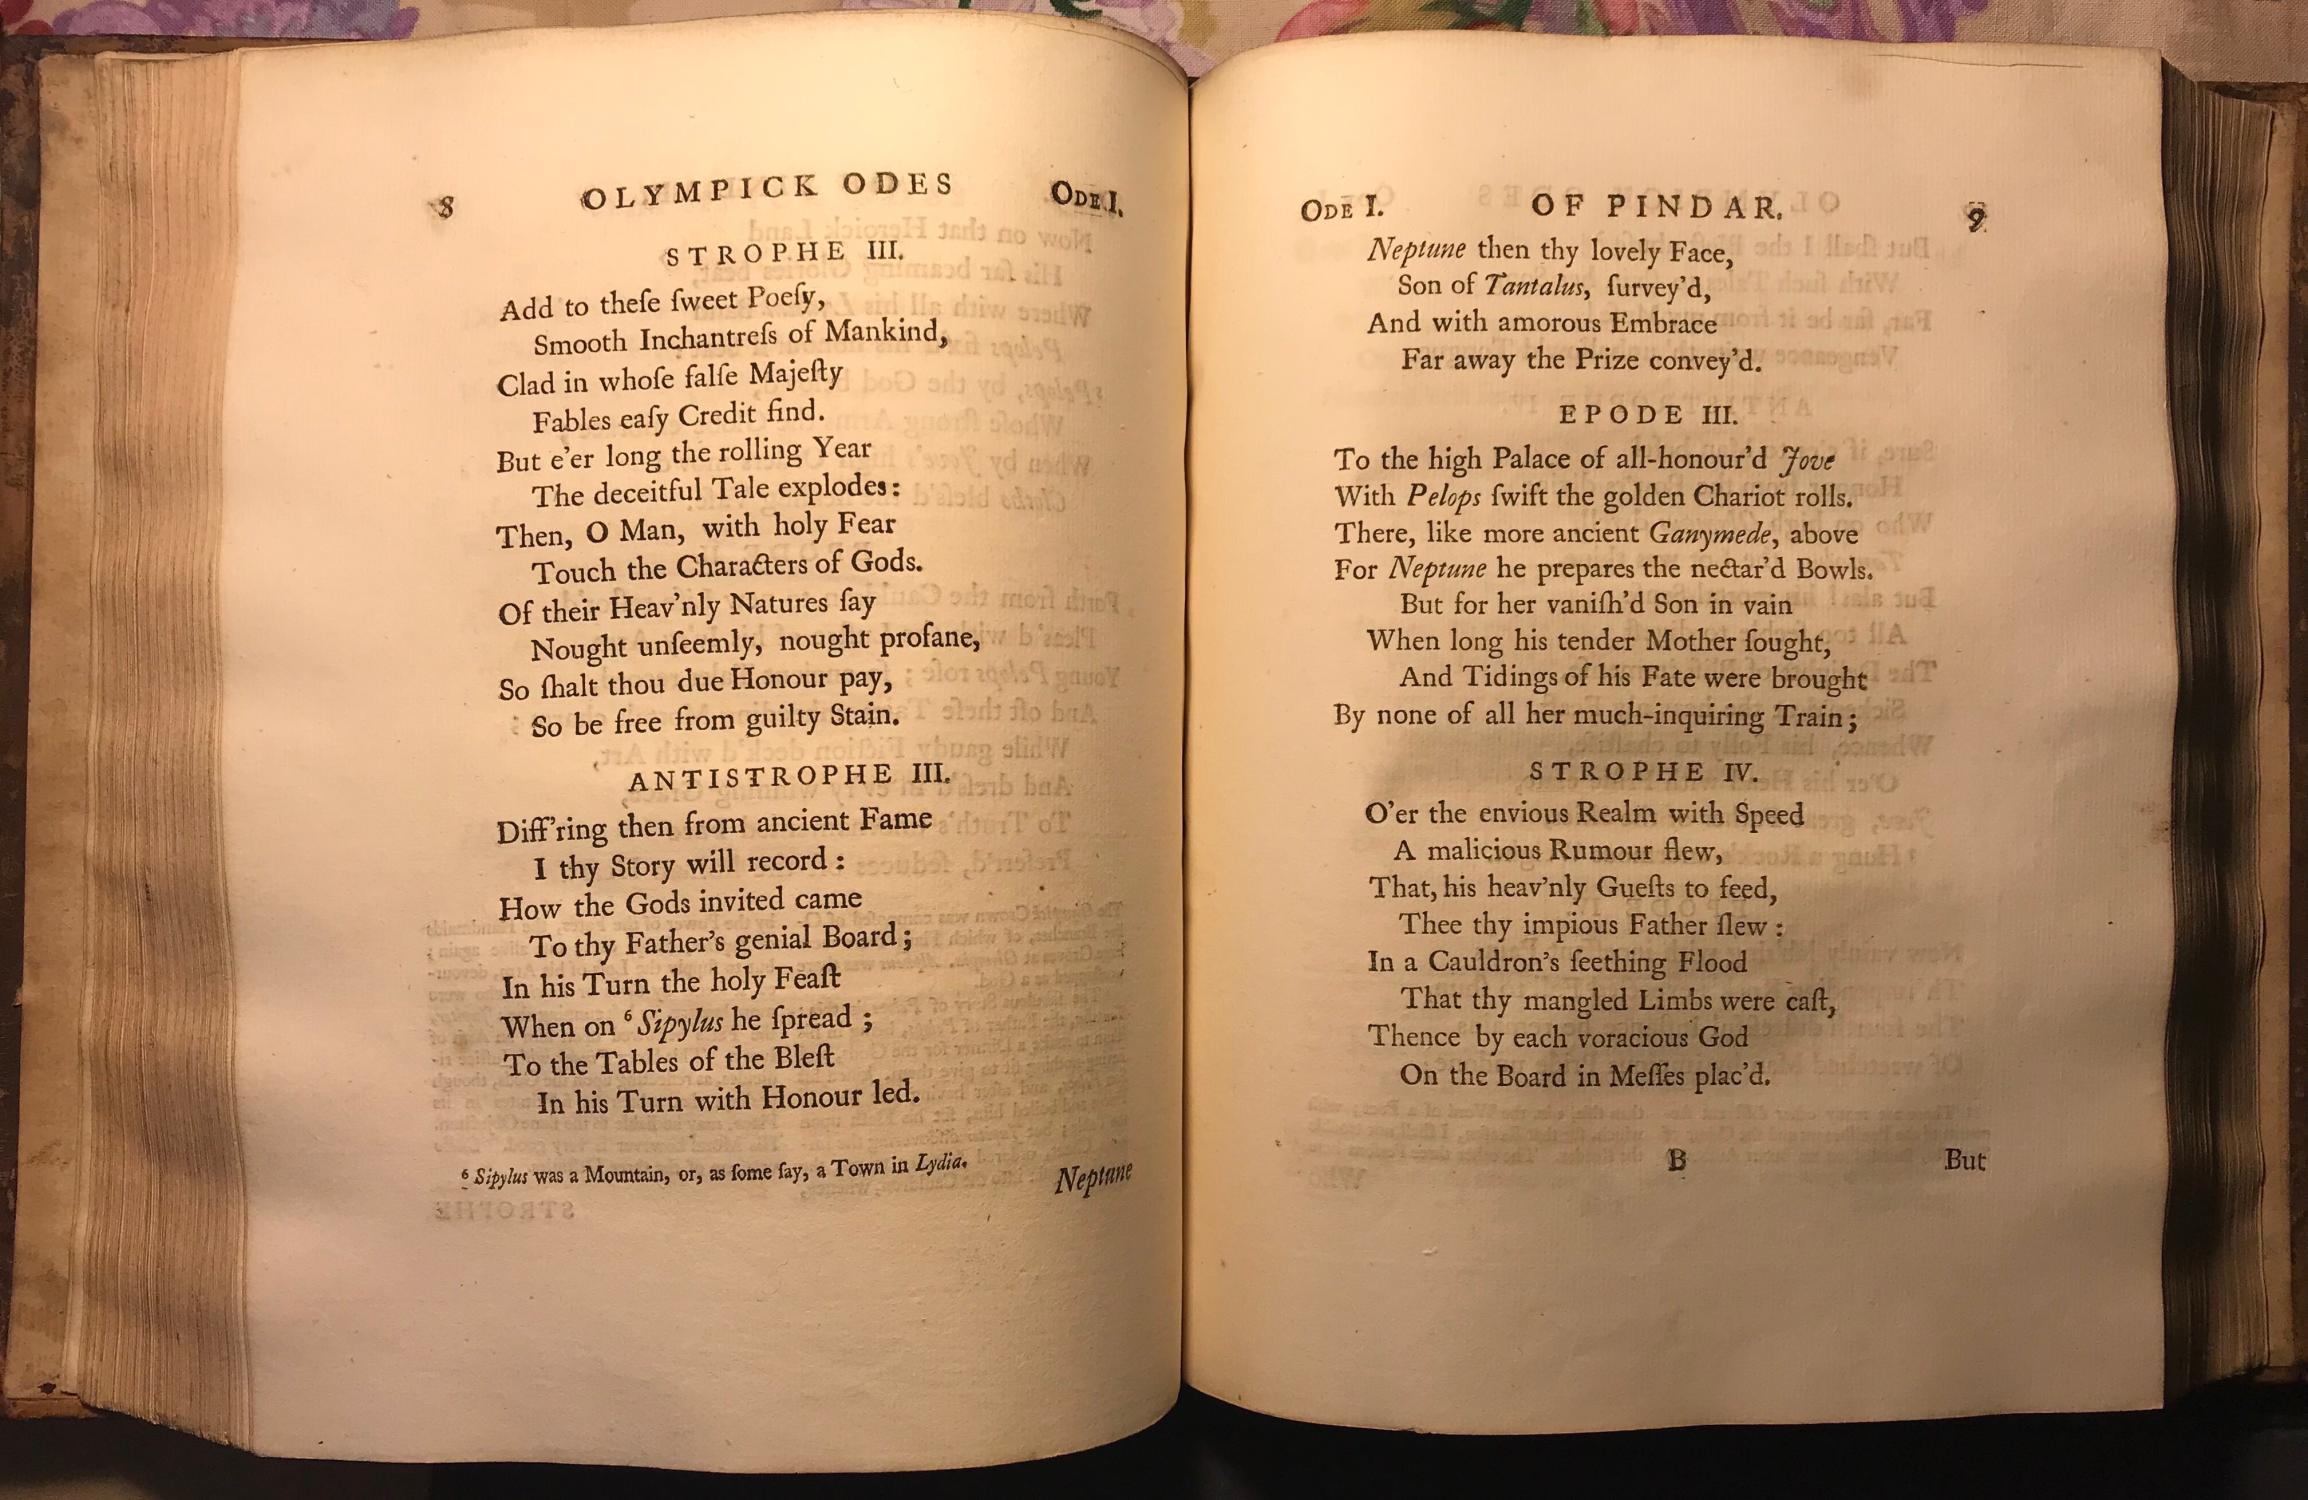 8 OLYMPICK ODES ODE I.
STROPHE III.
Add to theſe ſweet Poeſy,
Smooth Inchantreſs of Mankind,
Clad in whoſe falſe Majeſty
Fables eaſy Credit find.
But e'er long the rolling Year
The deceitful Tale explodes:
Then, O Man, with holy Fear
Touch the Characters of Gods.
Of their Heav'nly Natures ſay
Nought unſeemly, nought profane,
So ſhalt thou due Honour pay,
So be free from guilty Stain.
ANTISTROPHE III.
Diff'ring then from ancient Fame
I thy Story will record:
How the Gods invited came
To thy Father's genial Board;
In his Turn the holy Feaſt
When on ⁶ Sipylus he ſpread;
To the Tables of the Bleſt
In his Turn with Honour led.
⁶ Sipylus was a Mountain, or, as ſome ſay, a Town in Lydia.
Neptune
ODE I. OF PINDAR. 9
Neptune then thy lovely Face,
Son of Tantalus, ſurvey'd,
And with amorous Embrace
Far away the Prize convey'd.
EPODE III.
To the high Palace of all-honour'd Jove
With Pelops ſwift the golden Chariot rolls.
There, like more ancient Ganymede, above
For Neptune he prepares the nectar'd Bowls.
But for her vaniſh'd Son in vain
When long his tender Mother ſought,
And Tidings of his Fate were brought
By none of all her much-inquiring Train;
STROPHE IV.
O'er the envious Realm with Speed
A malicious Rumour flew,
That, his heav'nly Gueſts to feed,
Thee thy impious Father ſlew:
In a Cauldron's ſeething Flood
That thy mangled Limbs were caſt,
Thence by each voracious God
On the Board in Meſſes plac'd.
B But